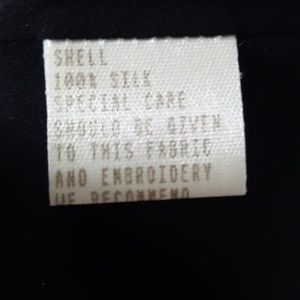 SHELL
100% SILK
SPECIAL CARE
SHOULD BE GIVEN
TO THIS FABRIC
AND EMBROIDERY
WE RECOMMEND